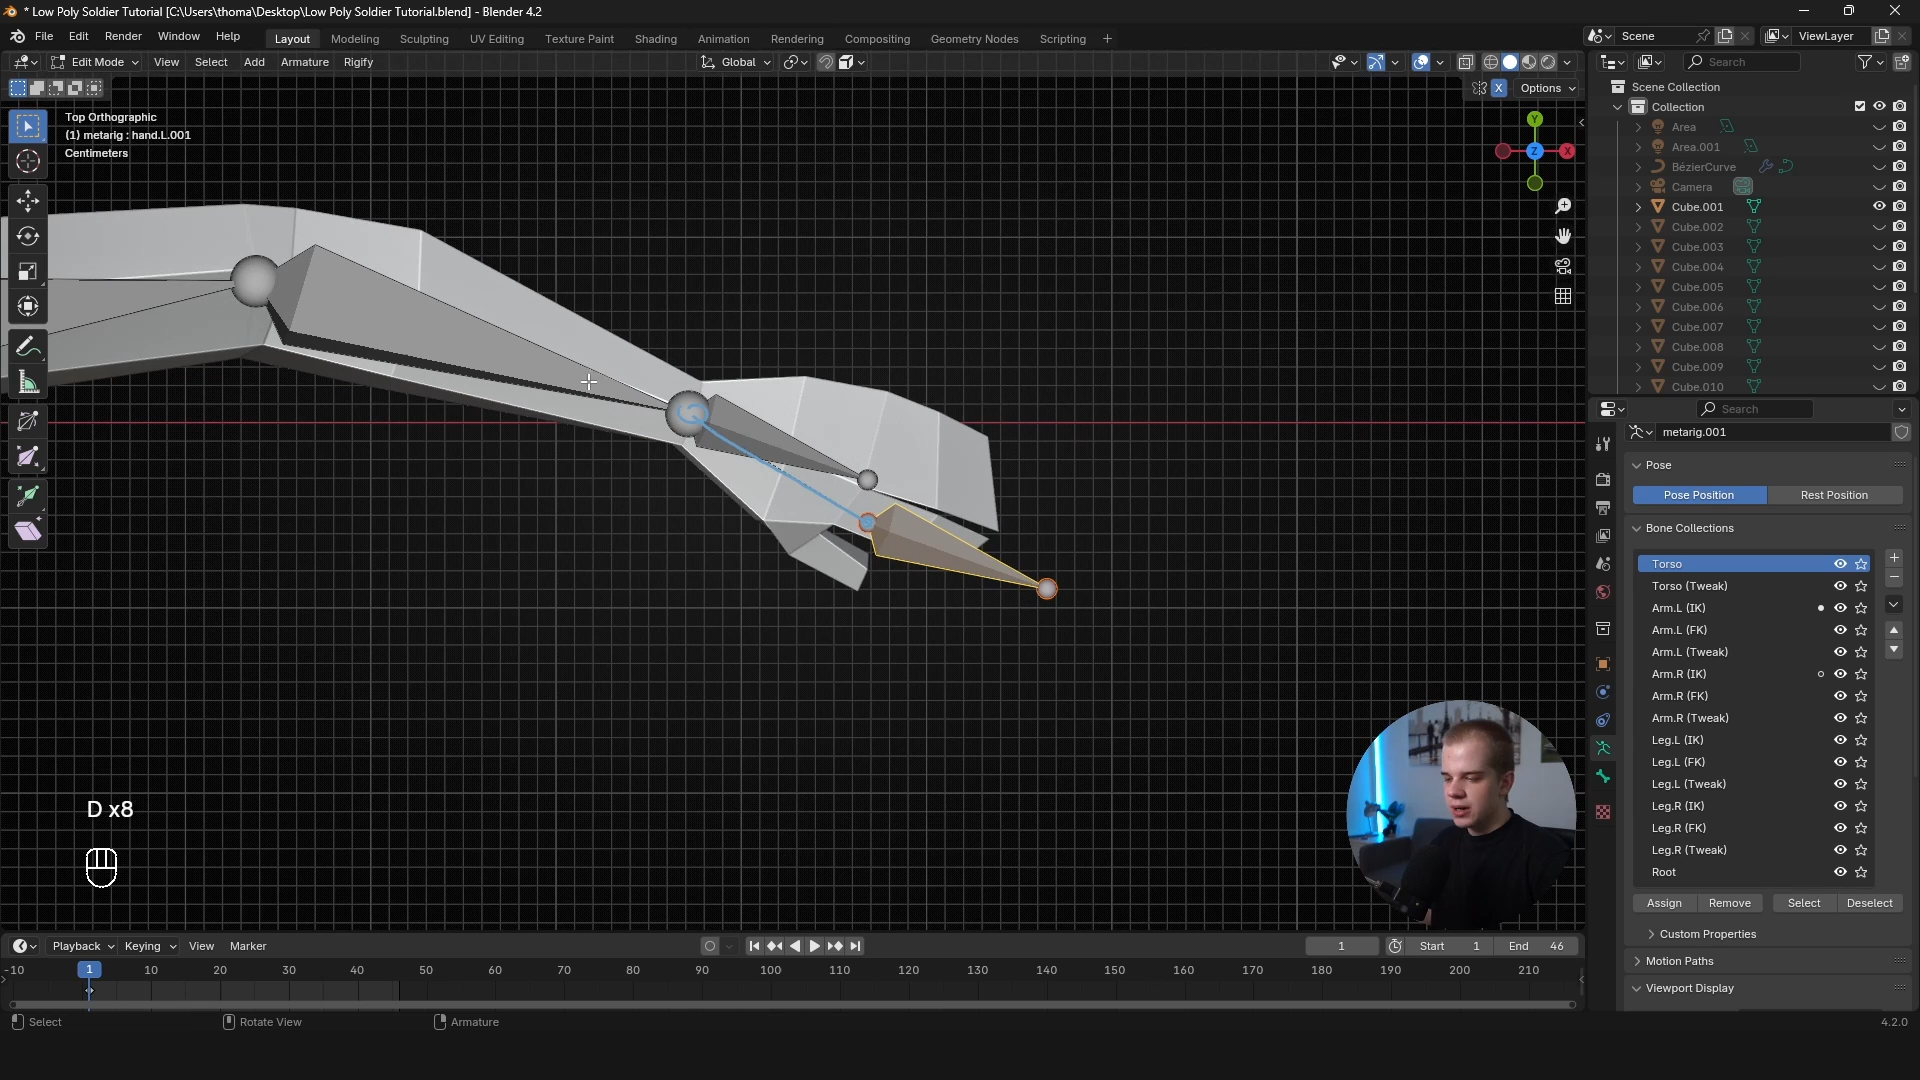 * Low Poly Soldier Tutorial [C:\Users\thoma\Desktop\Low Poly Soldier Tutorial.blend] - Blender 4.2
File Edit Render Window Help Layout Modeling Sculpting UV Editing Texture Paint Shading Animation Rendering Compositing Geometry Nodes Scripting + Scene ViewLayer
Edit Mode View Select Add Armature Rigify Global Search
X Options
Scene Collection
Collection
Area
Area.001
BézierCurve
Camera
Cube.001
Cube.002
Cube.003
Cube.004
Cube.005
Cube.006
Cube.007
Cube.008
Cube.009
Cube.010
Top Orthographic
(1) metarig : hand.L.001
Centimeters
Y
Z
X
Search
metarig.001
Pose
Pose Position Rest Position
Bone Collections
Torso
Torso (Tweak)
Arm.L (IK)
Arm.L (FK)
Arm.L (Tweak)
Arm.R (IK)
Arm.R (FK)
Arm.R (Tweak)
Leg.L (IK)
Leg.L (FK)
Leg.L (Tweak)
Leg.R (IK)
Leg.R (FK)
Leg.R (Tweak)
Root
Assign Remove Select Deselect
Custom Properties
Motion Paths
Viewport Display
D x8
Playback Keying View Marker 1 Start 1 End 46
-10 1 10 20 30 40 50 60 70 80 90 100 110 120 130 140 150 160 170 180 190 200 210
Select Rotate View Armature 4.2.0